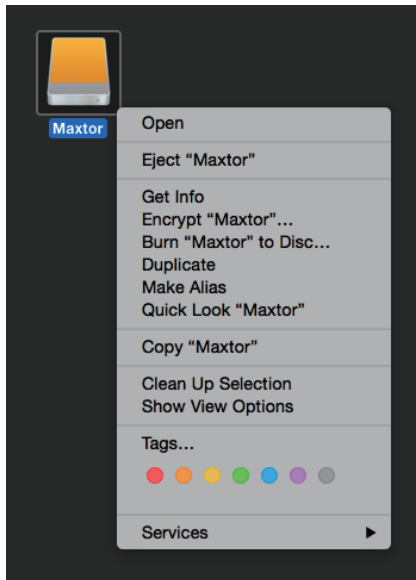 Maxtor
Open
Eject “Maxtor”
Get Info
Encrypt “Maxtor”...
Burn “Maxtor” to Disc...
Duplicate
Make Alias
Quick Look “Maxtor”
Copy “Maxtor”
Clean Up Selection
Show View Options
Tags...
Services